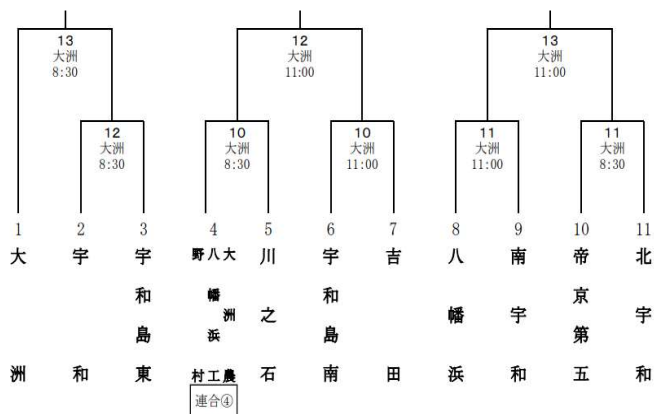 13
大洲
8:30
12
大洲
11:00
13
大洲
11:00
12
大洲
8:30
10
大洲
8:30
10
大洲
11:00
11
大洲
11:00
11
大洲
8:30
1 2 3 4 5 6 7 8 9 10 11
大洲
宇和
宇和島東
野村
八幡浜工
大洲農
連合④
川之石
宇和島南
吉田
八幡浜
南宇和
帝京第五
北宇和